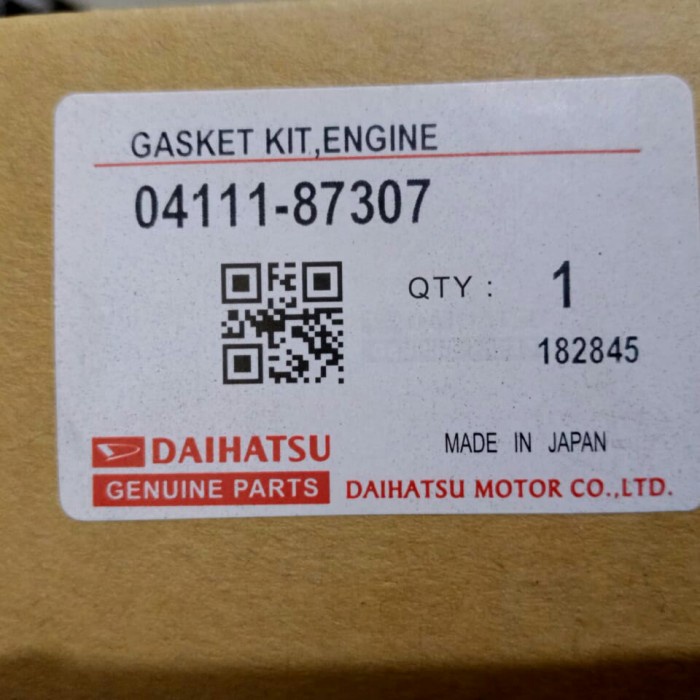 GASKET KIT,ENGINE
04111-87307
QTY : 1
182845
MADE IN JAPAN
DAIHATSU
GENUINE PARTS
DAIHATSU MOTOR CO.,LTD.